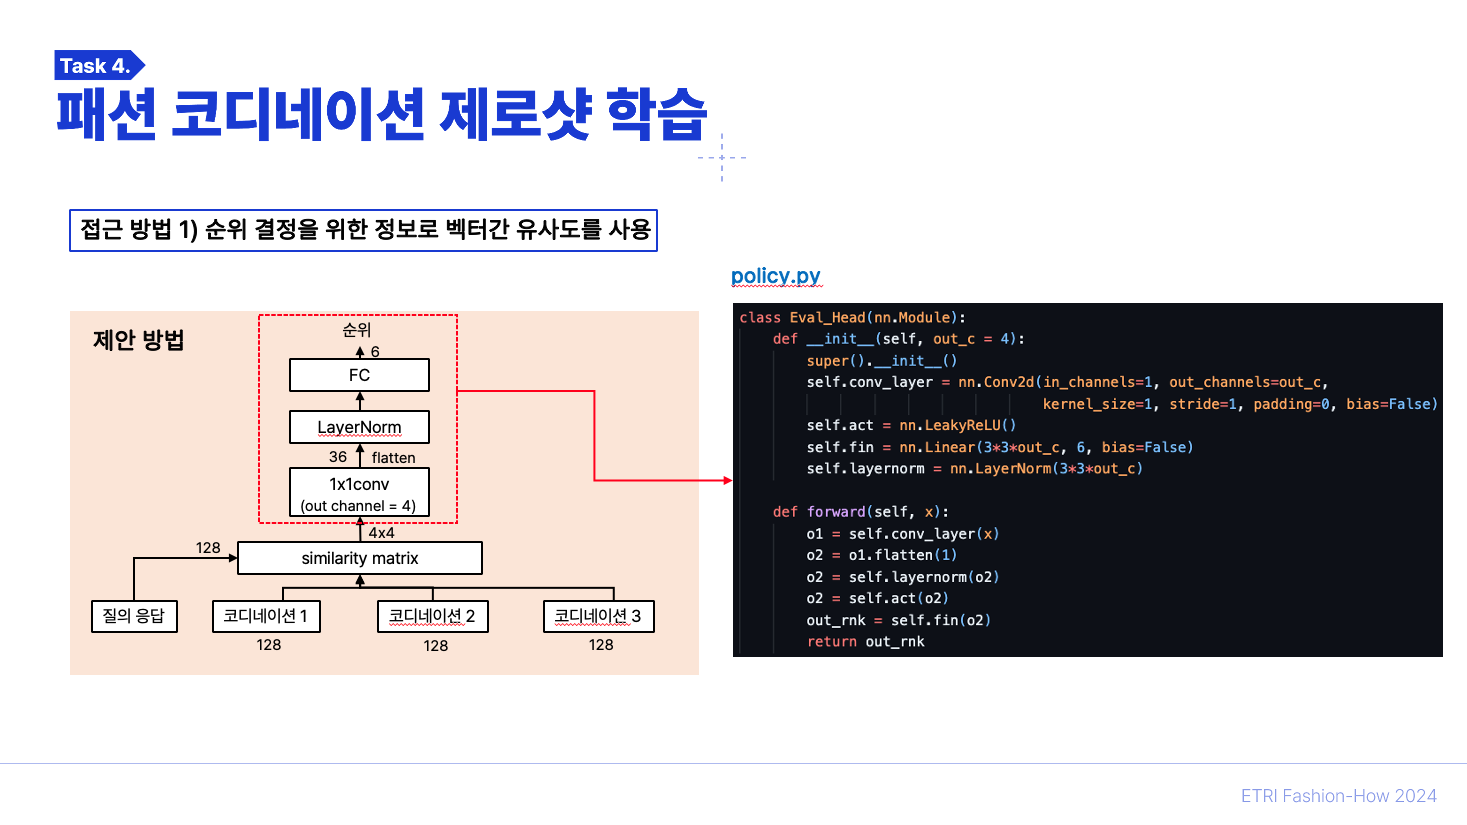 Task 4.
패션 코디네이션 제로샷 학습
접근 방법 1) 순위 결정을 위한 정보로 벡터간 유사도를 사용
제안 방법
순위
6
FC
LayerNorm
36 flatten
1x1conv
(out channel = 4)
4x4
128
similarity matrix
질의 응답
코디네이션 1
코디네이션 2
코디네이션 3
128
128
128
policy.py
class Eval_Head(nn.Module):
    def __init__(self, out_c = 4):
        super().__init__()
        self.conv_layer = nn.Conv2d(in_channels=1, out_channels=out_c,
                                    kernel_size=1, stride=1, padding=0, bias=False)
        self.act = nn.LeakyReLU()
        self.fin = nn.Linear(3*3*out_c, 6, bias=False)
        self.layernorm = nn.LayerNorm(3*3*out_c)
    def forward(self, x):
        o1 = self.conv_layer(x)
        o2 = o1.flatten(1)
        o2 = self.layernorm(o2)
        o2 = self.act(o2)
        out_rnk = self.fin(o2)
        return out_rnk
ETRI Fashion-How 2024